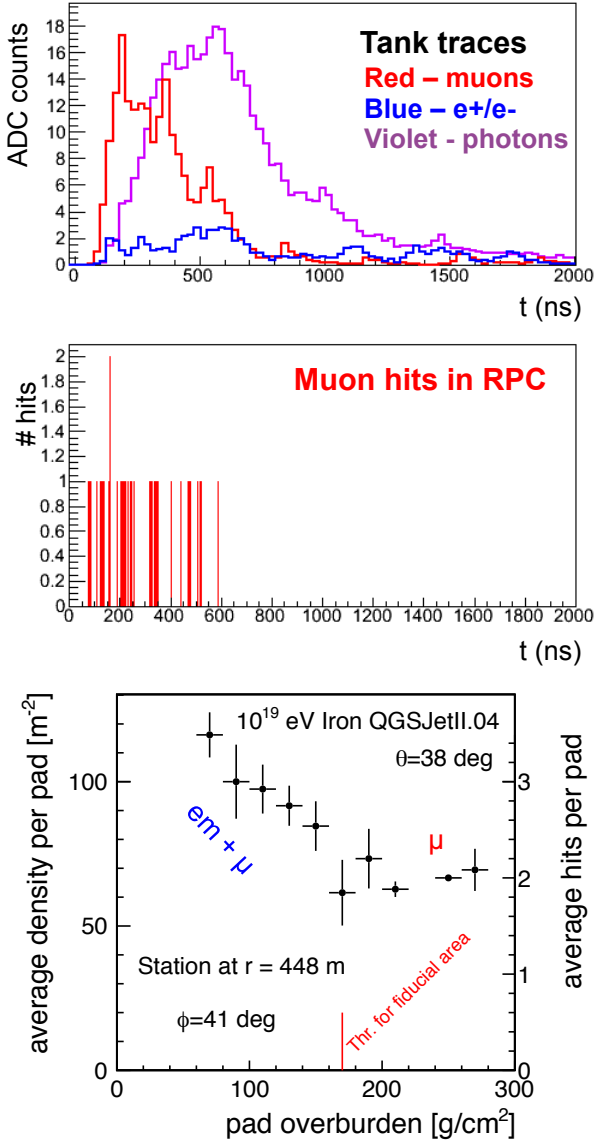 ADC counts
18
16
14
12
10
8
6
4
2
0
Tank traces
Red – muons
Blue – e+/e-
Violet - photons
0 500 1000 1500 2000
t (ns)
# hits
2
1.8
1.6
1.4
1.2
1
0.8
0.6
0.4
0.2
0
Muon hits in RPC
0 200 400 600 800 1000 1200 1400 1600 1800 2000
t (ns)
average density per pad [m-2]
100
50
0
10^19 eV Iron QGSJetII.04
θ=38 deg
em + μ
μ
Station at r = 448 m
ϕ=41 deg
Thr. for fiducial area
3
2
1
0
average hits per pad
0 100 200 300
pad overburden [g/cm²]